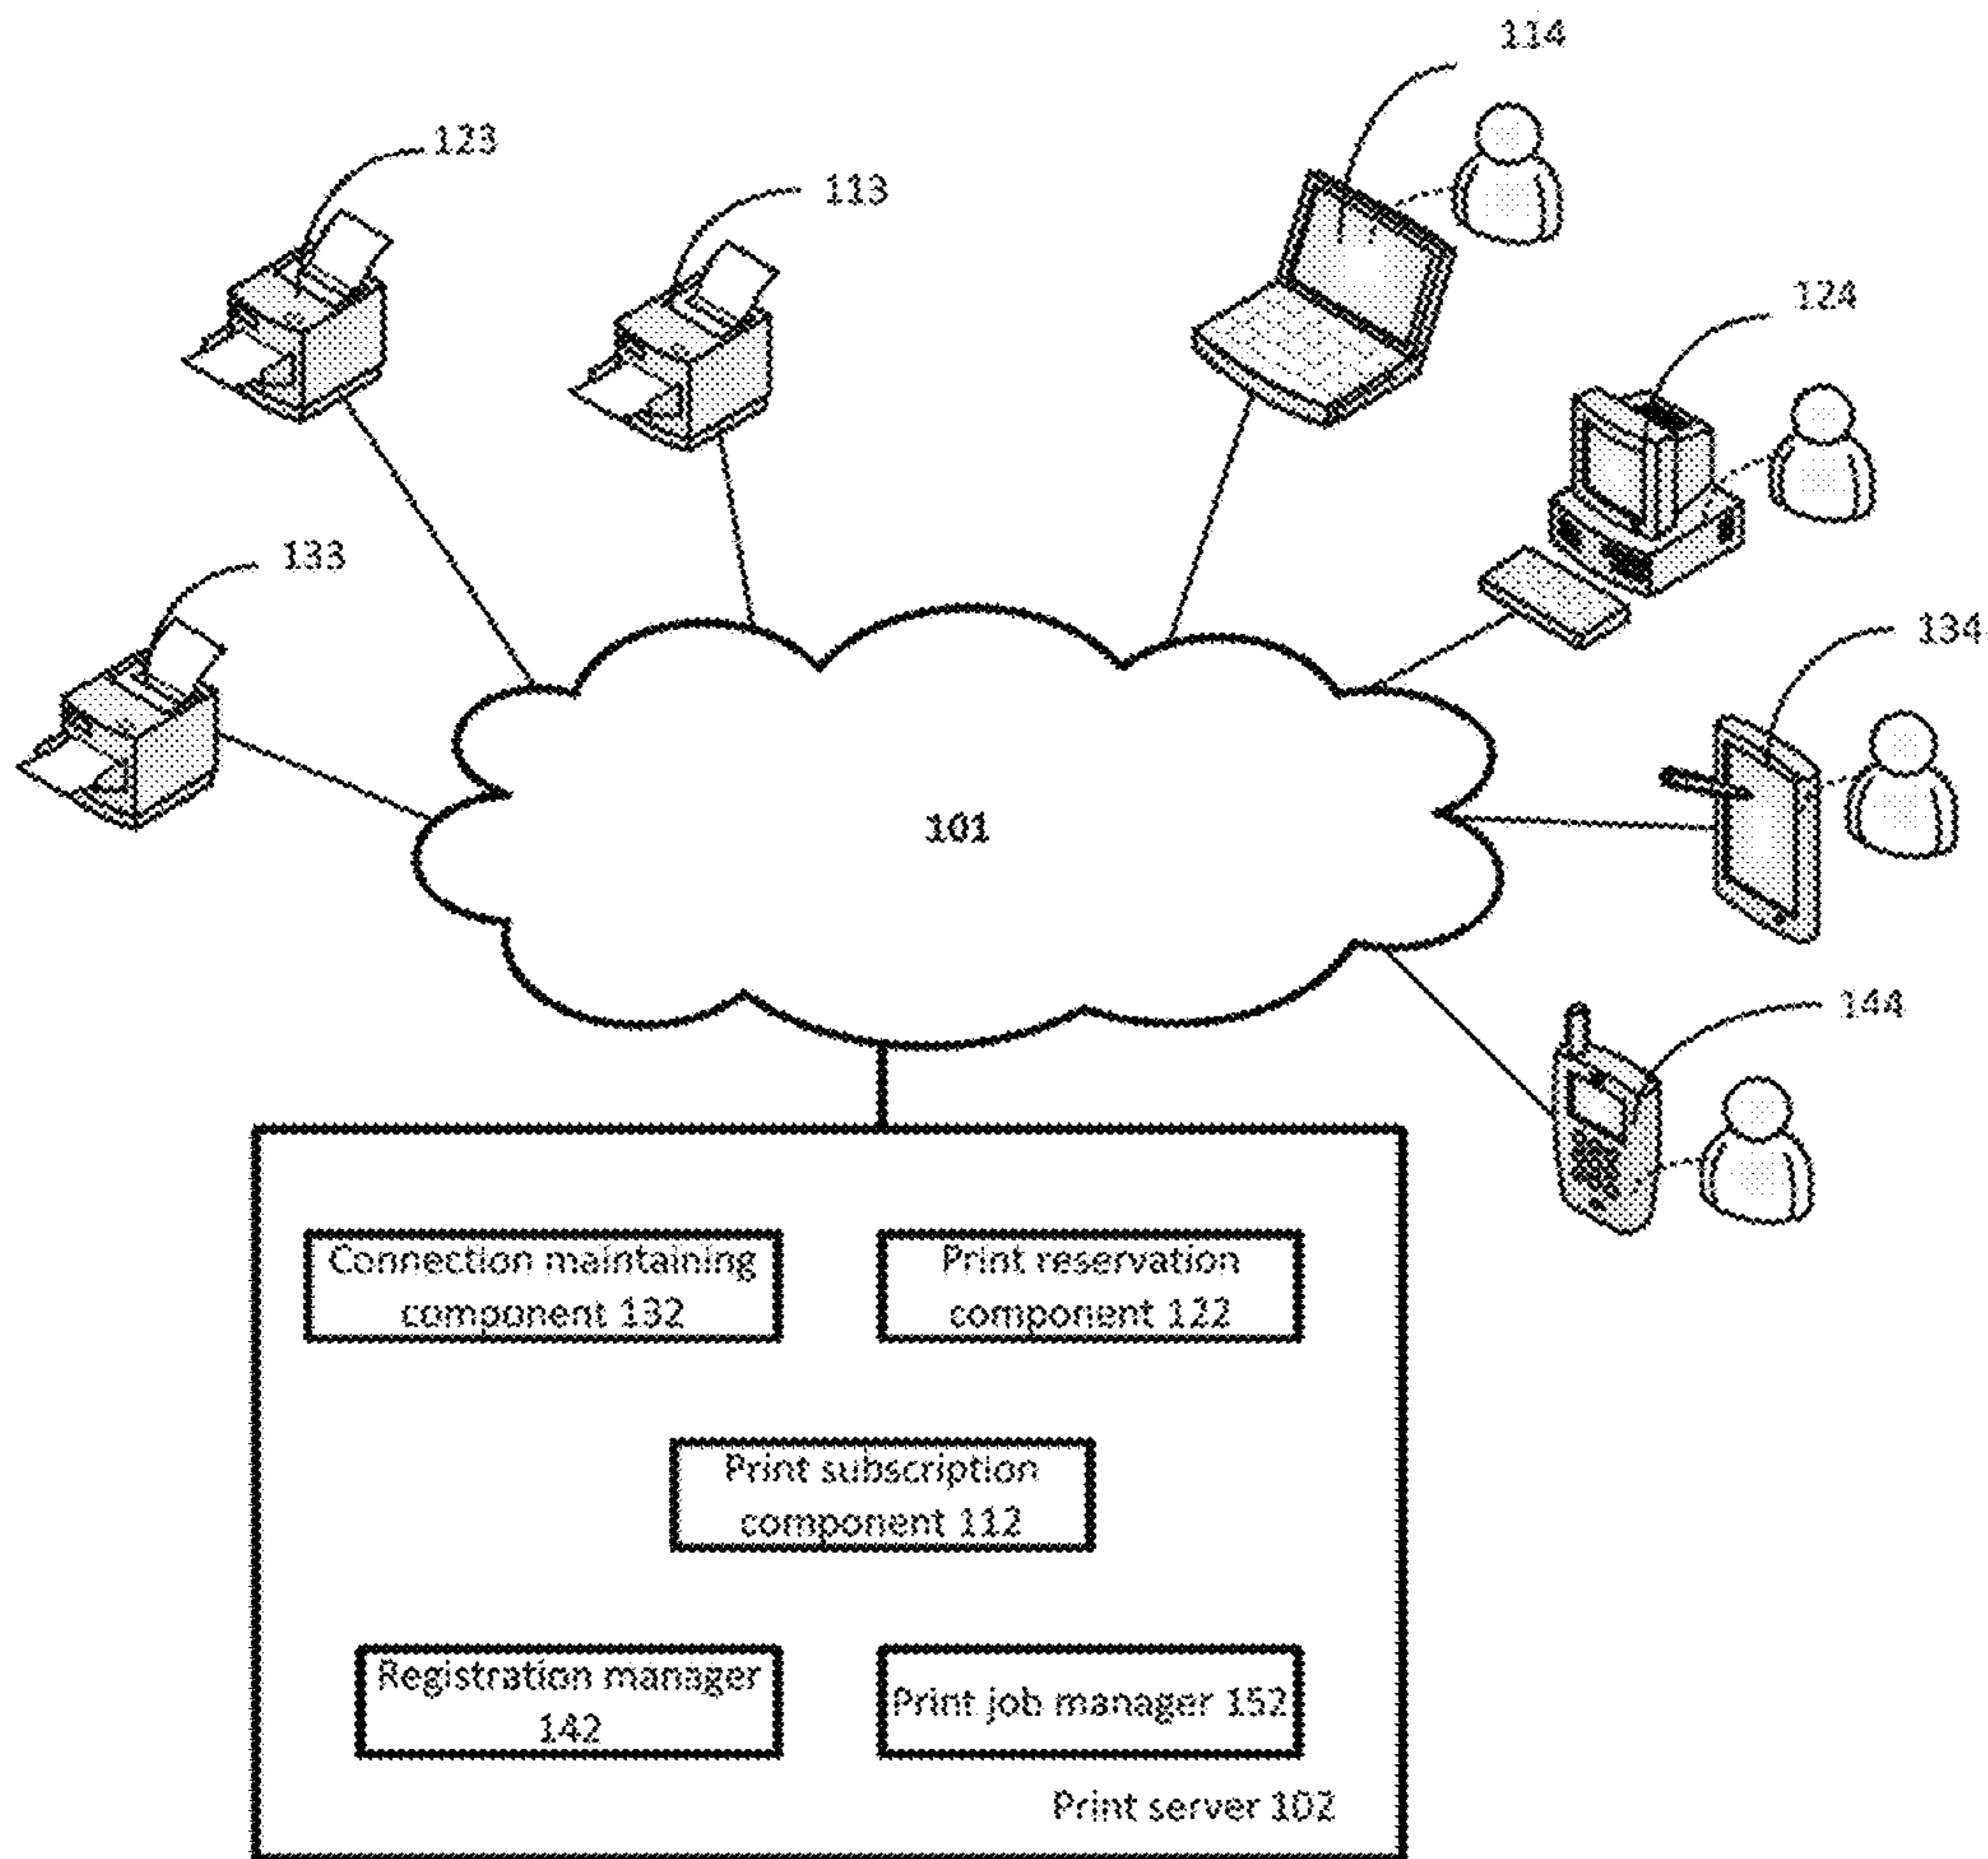 114
123
113
124
133
134
101
144
Connection maintaining
component 132
Print reservation
component 122
Print subscription
component 112
Registration manager
142
Print job manager 152
Print server 102